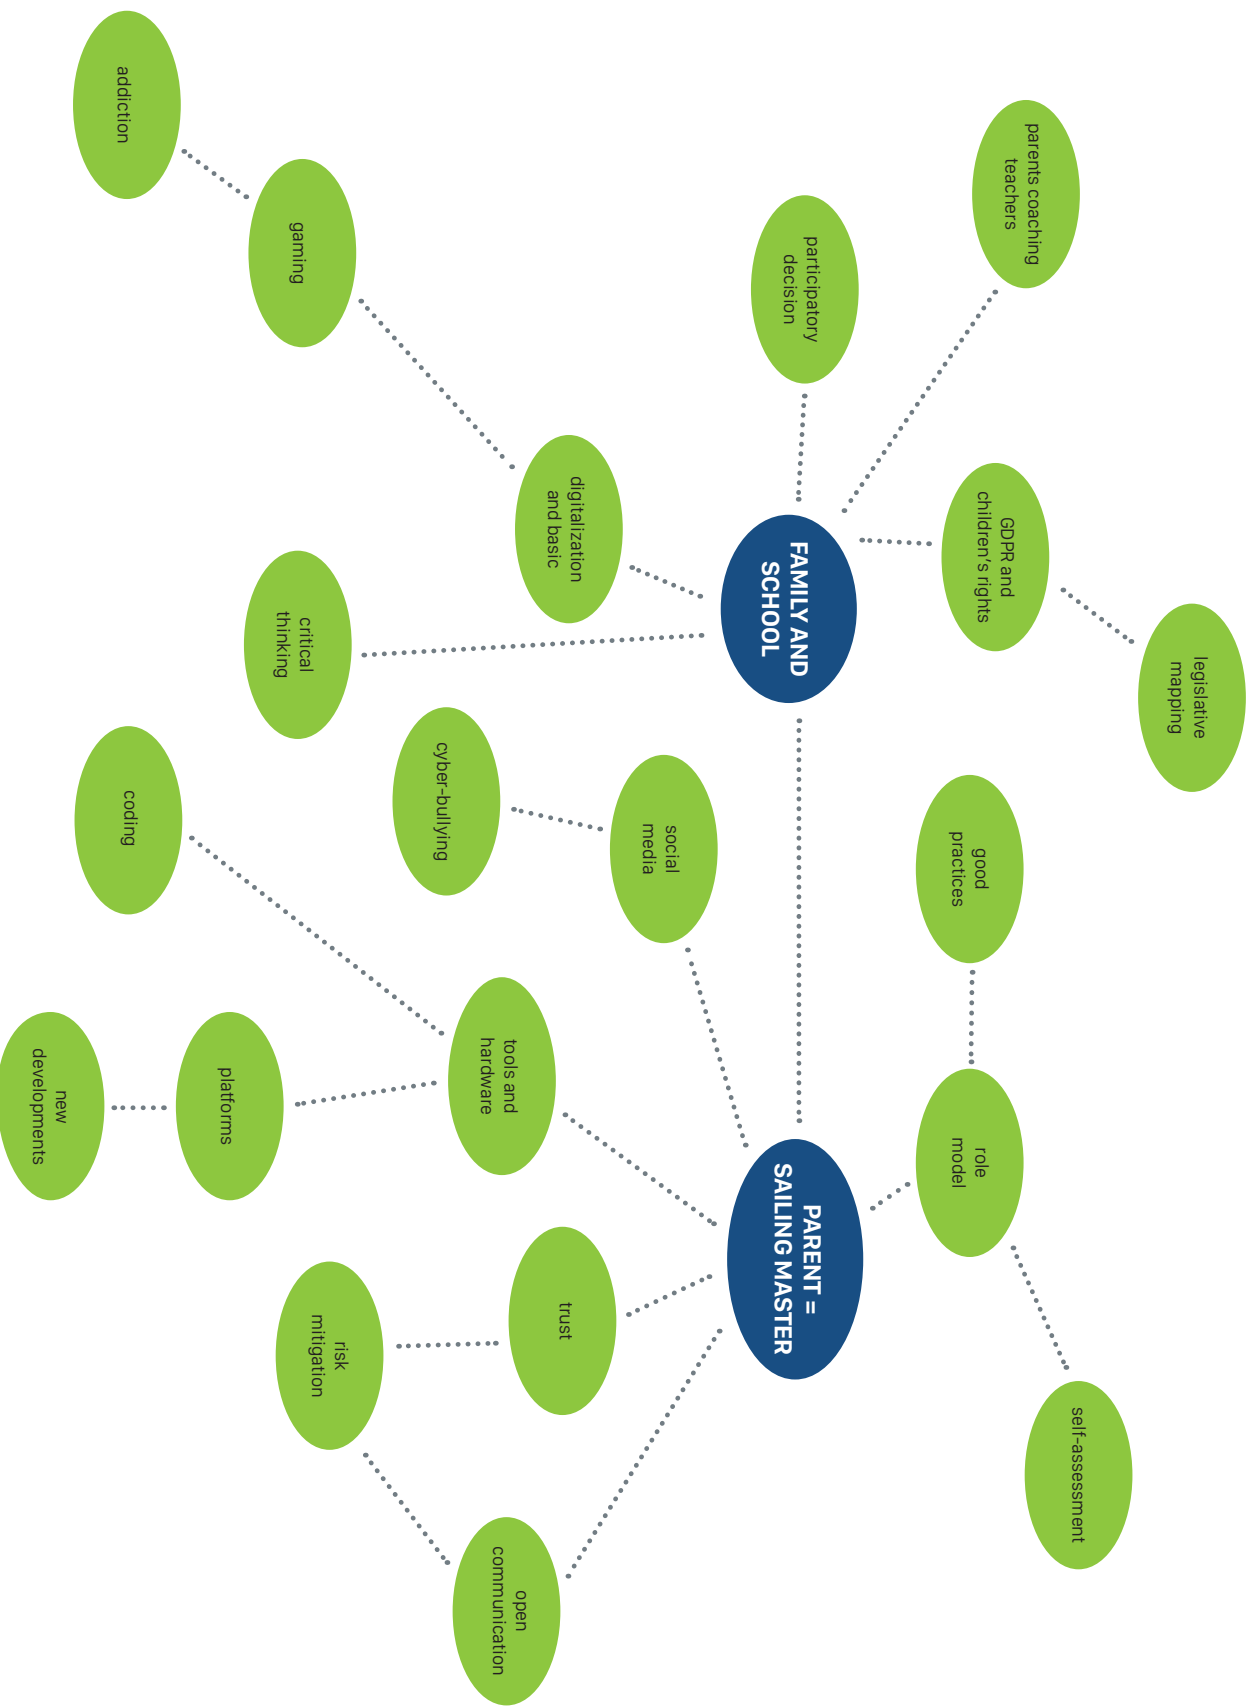 legislative
mapping
self-assessment
parents coaching
teachers
GDPR and
children's rights
good
practices
role
model
participatory
decision
FAMILY AND
SCHOOL
PARENT =
SAILING MASTER
social
media
digitalization
and basic
trust
tools and
hardware
open
communication
cyber-bullying
gaming
critical
thinking
risk
mitigation
platforms
addiction
coding
new
developments